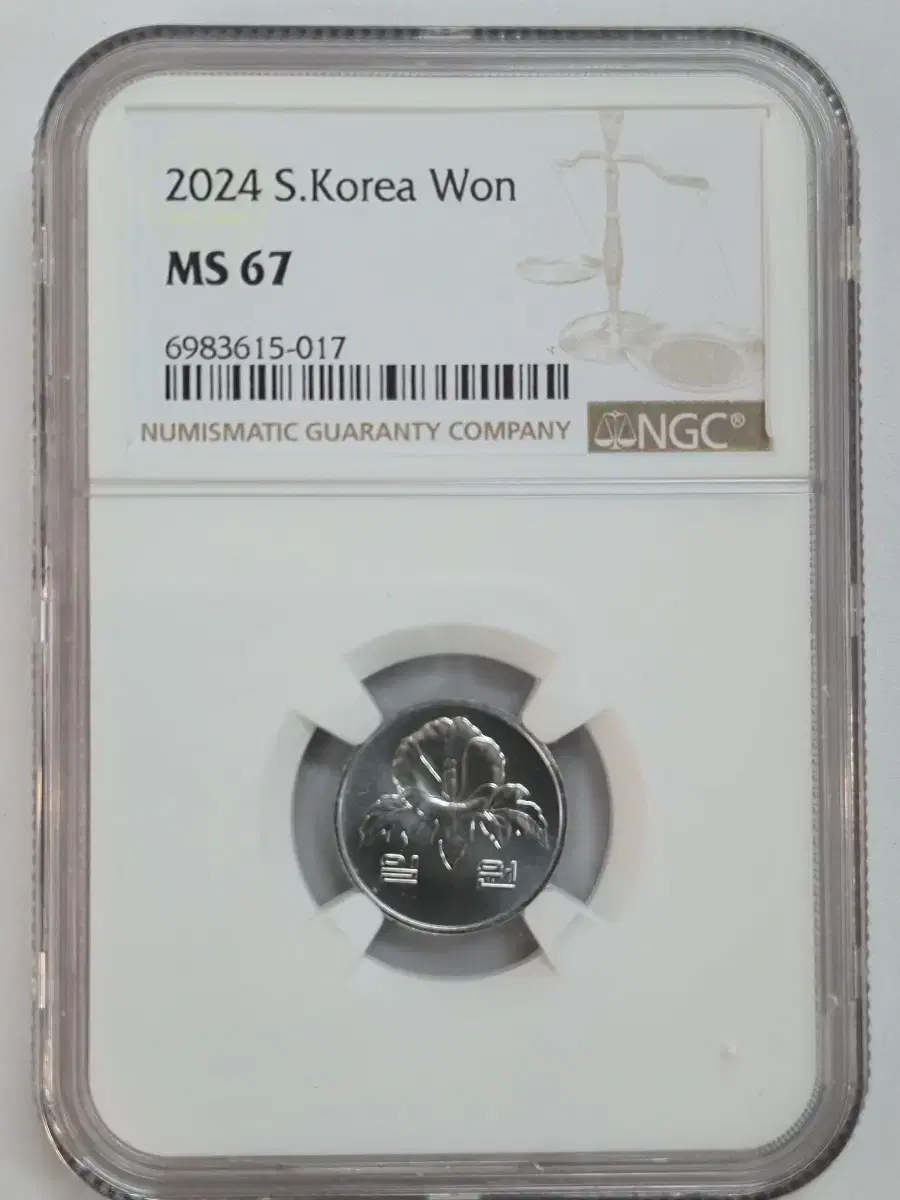 2024 S.Korea Won
MS 67
6983615-017
NUMISMATIC GUARANTY COMPANY
NGC®
일 원